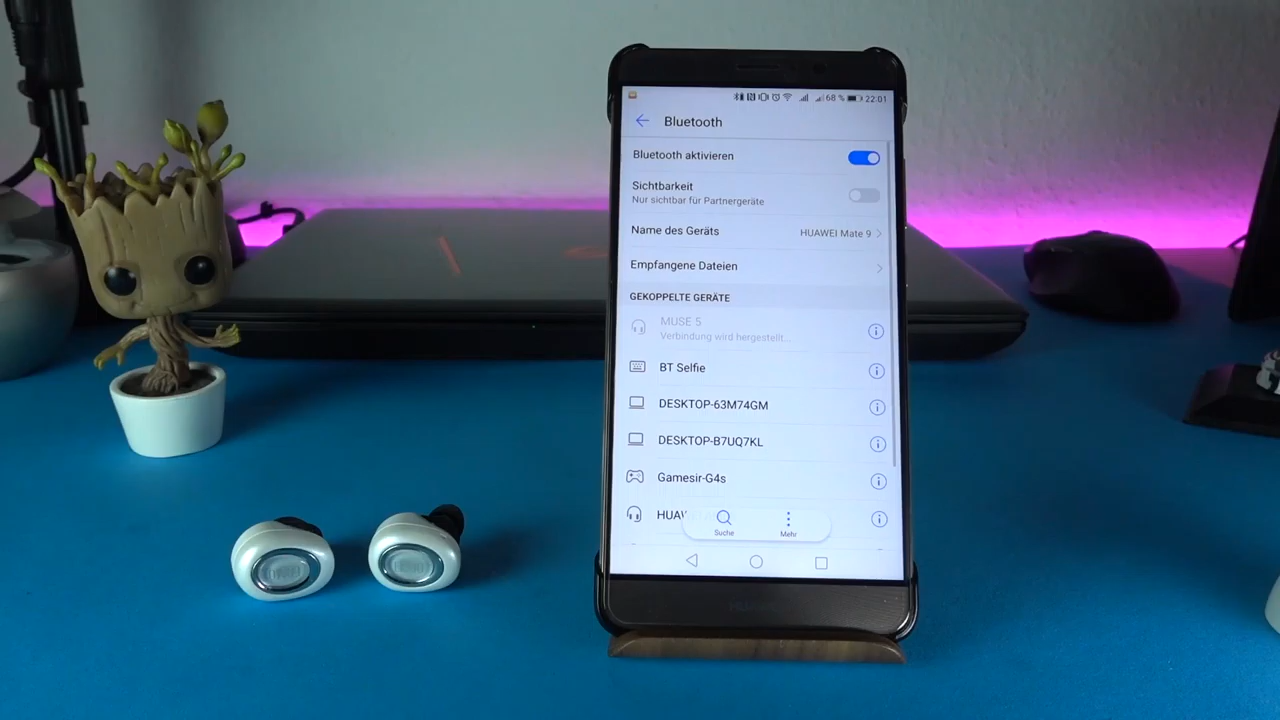 68 % 22.01
Bluetooth
Bluetooth aktivieren
Sichtbarkeit
Nur sichtbar für Partnergeräte
Name des Geräts HUAWEI Mate 9
Empfangene Dateien
GEKOPPELTE GERÄTE
MUSE 5
Verbindung wird hergestellt...
BT Selfie
DESKTOP-63M74GM
DESKTOP-B7UQ7KL
Gamesir-G4s
Suche Mehr